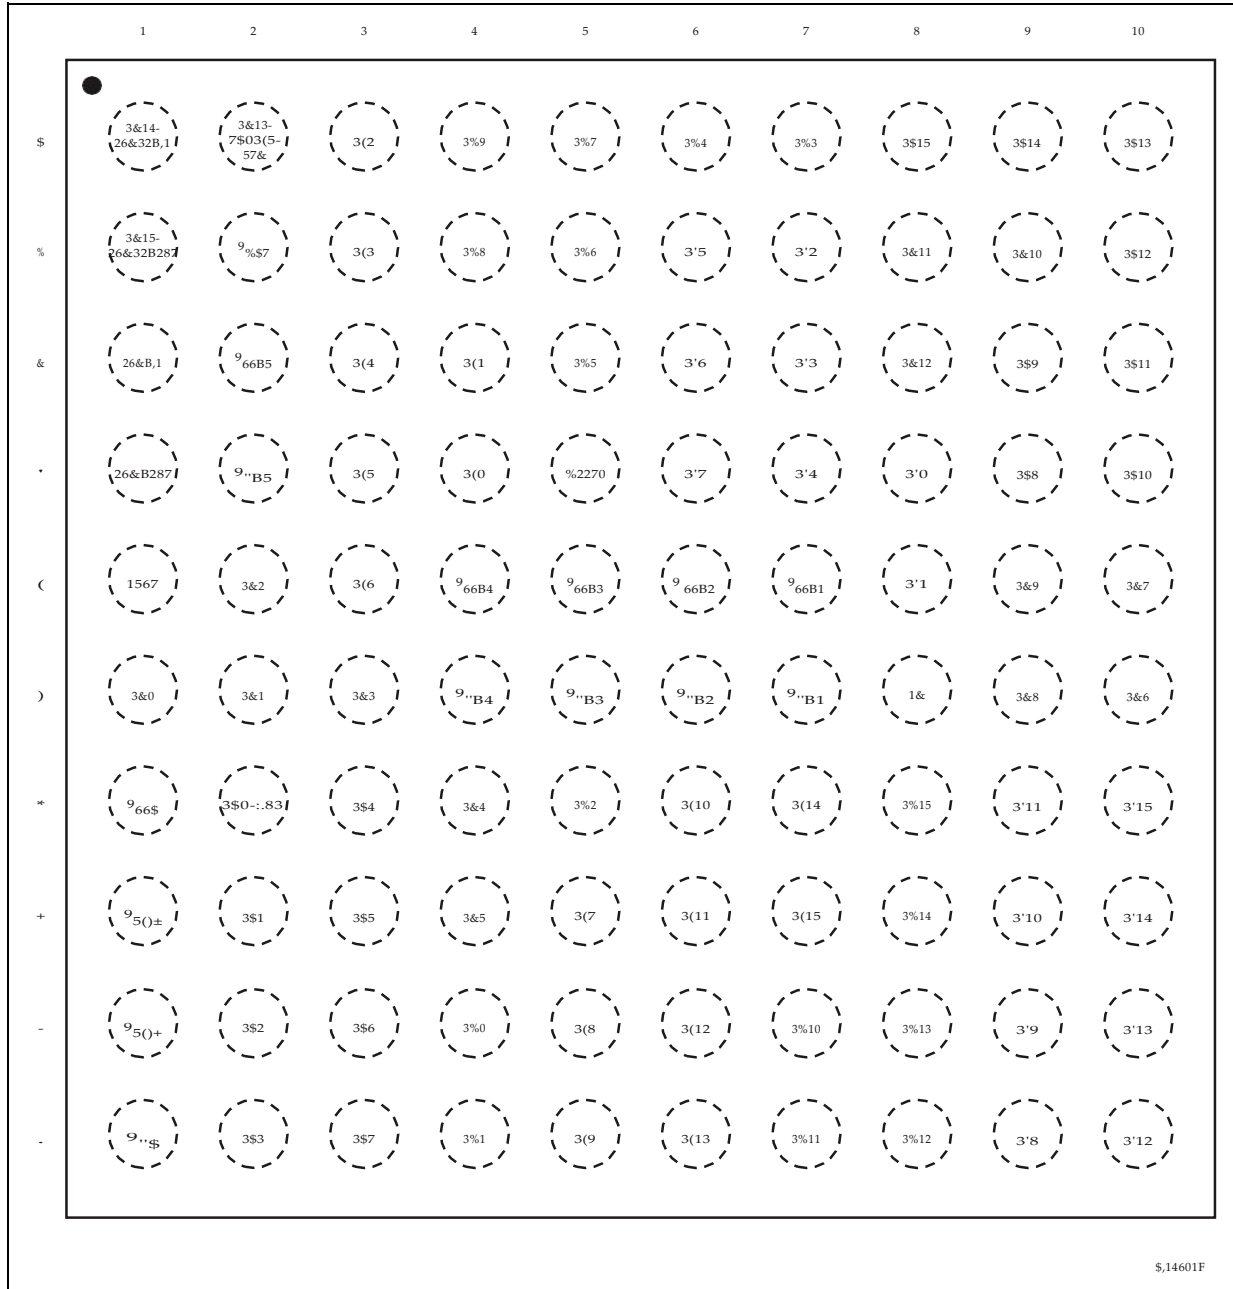 1 2 3 4 5 6 7 8 9 10
$ 3&14-
26&32B,1 3&13-
7$03(5-
57& 3(2 3%9 3%7 3%4 3%3 3$15 3$14 3$13
% 3&15-
26&32B287 9%$7 3(3 3%8 3%6 3'5 3'2 3&11 3&10 3$12
& 26&B,1 966B5 3(4 3(1 3%5 3'6 3'3 3&12 3$9 3$11
' 26&B287 9''B5 3(5 3(0 %2270 3'7 3'4 3'0 3$8 3$10
( 1567 3&2 3(6 966B4 966B3 966B2 966B1 3'1 3&9 3&7
) 3&0 3&1 3&3 9''B4 9''B3 9''B2 9''B1 1& 3&8 3&6
* 966$ 3$0-:.83 3$4 3&4 3%2 3(10 3(14 3%15 3'11 3'15
+ 95()± 3$1 3$5 3&5 3(7 3(11 3(15 3%14 3'10 3'14
- 95()+ 3$2 3$6 3%0 3(8 3(12 3%10 3%13 3'9 3'13
- 9''$ 3$3 3$7 3%1 3(9 3(13 3%11 3%12 3'8 3'12
$,14601F